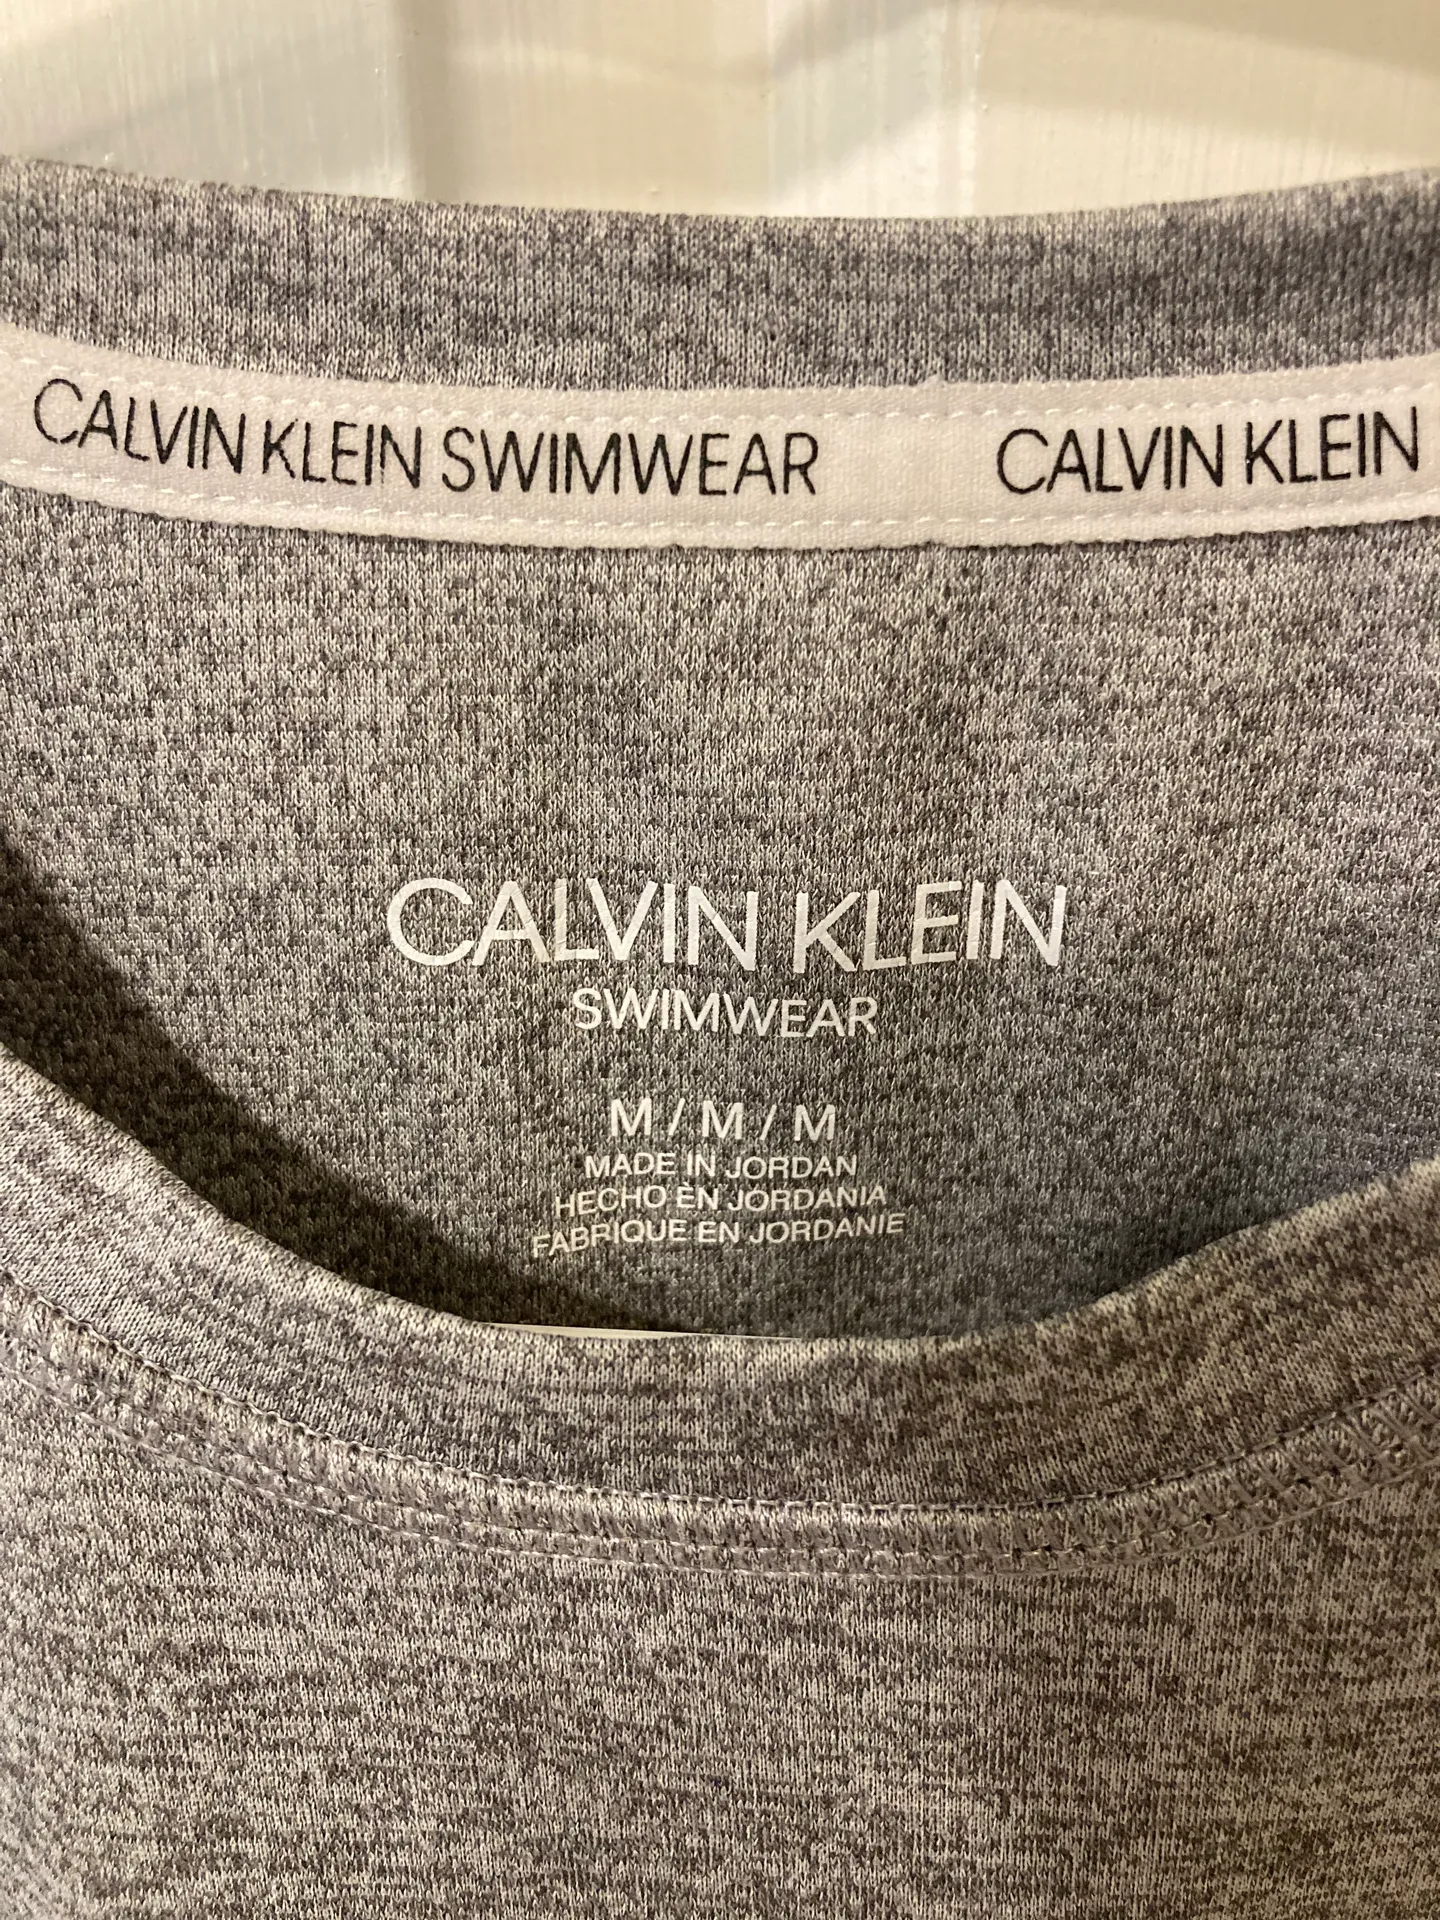 CALVIN KLEIN SWIMWEAR CALVIN KLEIN
CALVIN KLEIN
SWIMWEAR
M / M / M
MADE IN JORDAN
HECHO EN JORDANIA
FABRIQUE EN JORDANIE